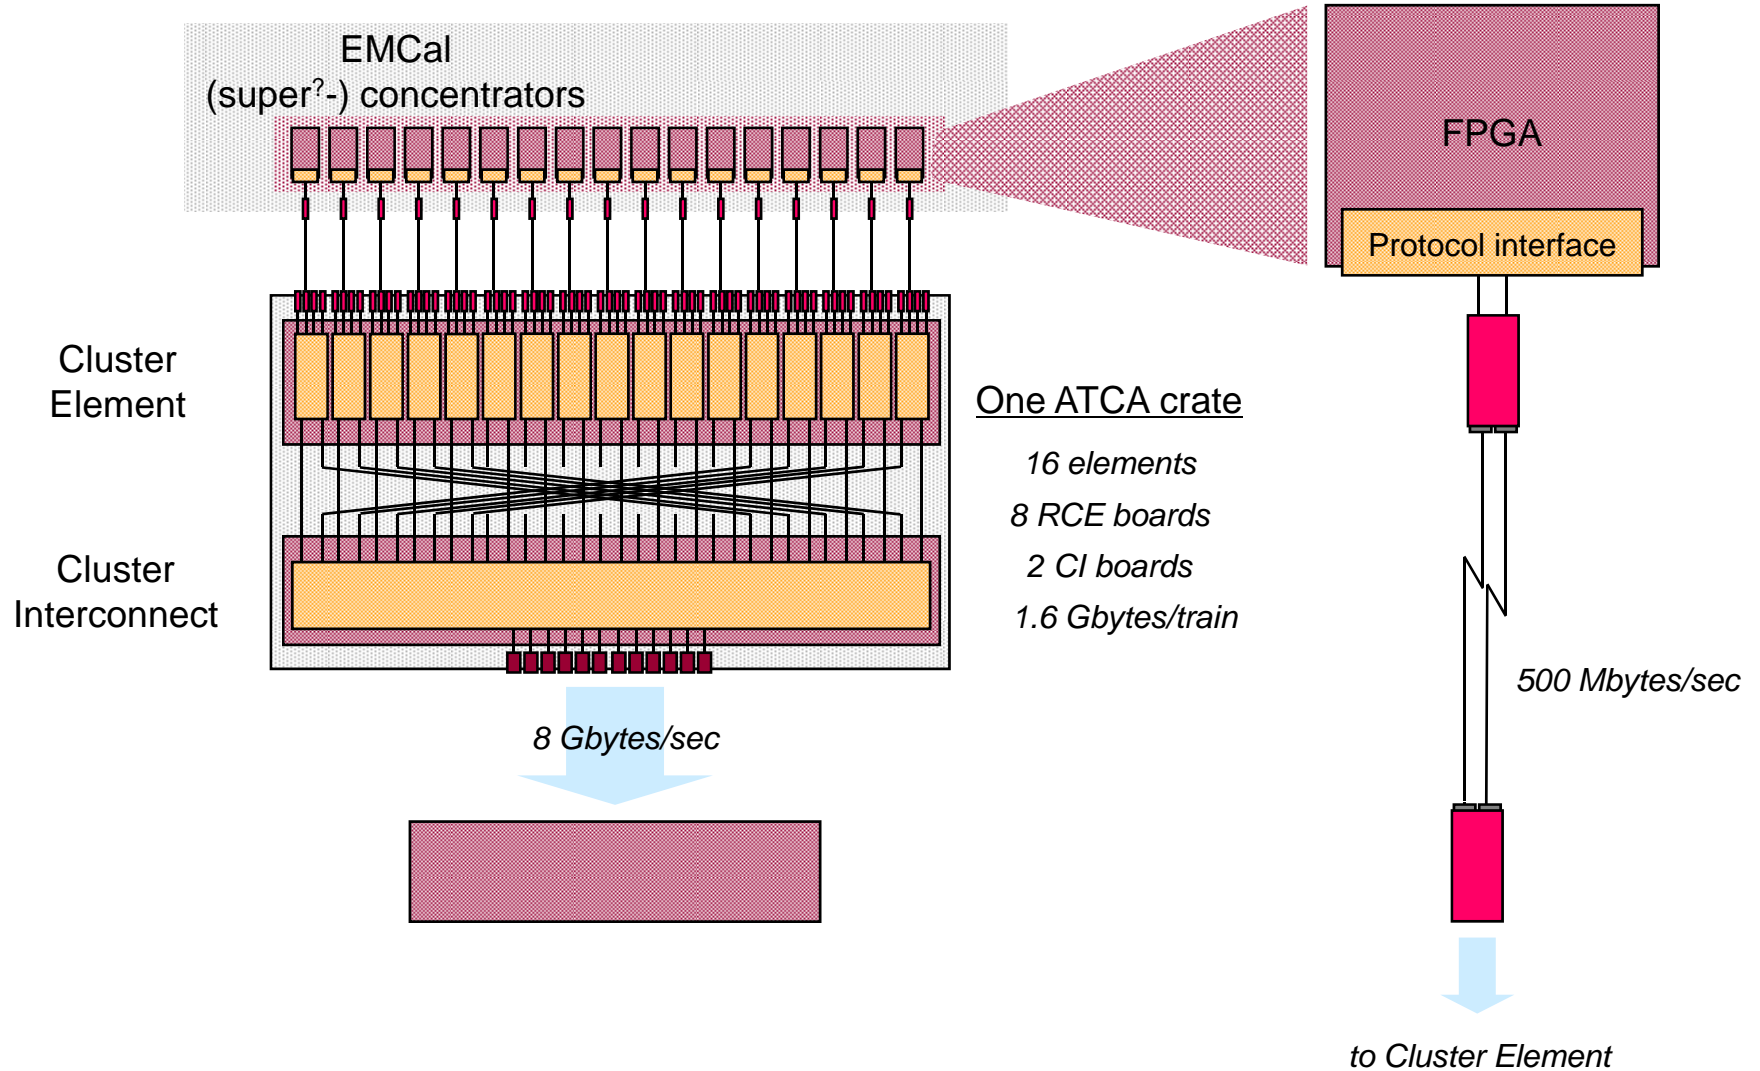 EMCal
(super?-) concentrators
FPGA
Protocol interface
Cluster
Element
One ATCA crate
16 elements
8 RCE boards
2 CI boards
1.6 Gbytes/train
Cluster
Interconnect
500 Mbytes/sec
8 Gbytes/sec
to Cluster Element